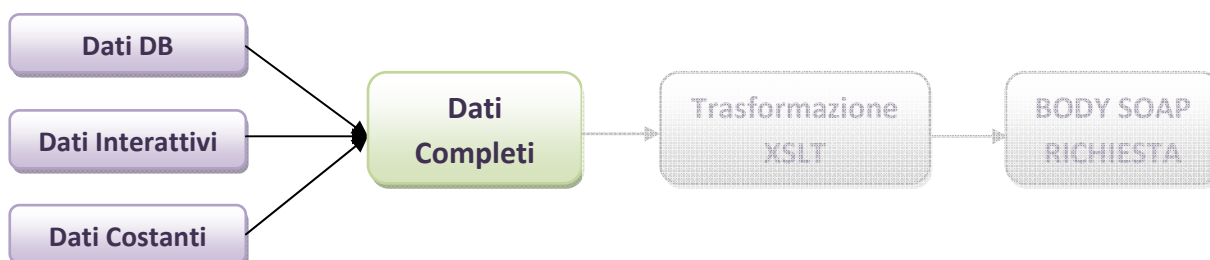 Dati DB
Dati Interattivi
Dati Costanti
Dati
Completi
Trasformazione
XSLT
BODY SOAP
RICHIESTA